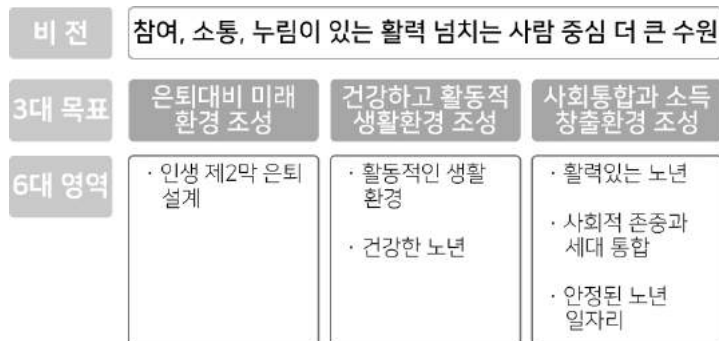 비 전
참여, 소통, 누림이 있는 활력 넘치는 사람 중심 더 큰 수원
3대 목표
은퇴대비 미래
환경 조성
건강하고 활동적
생활환경 조성
사회통합과 소득
창출환경 조성
6대 영역
· 인생 제2막 은퇴
설계
· 활동적인 생활
환경
· 건강한 노년
· 활력있는 노년
· 사회적 존중과
세대 통합
· 안정된 노년
일자리